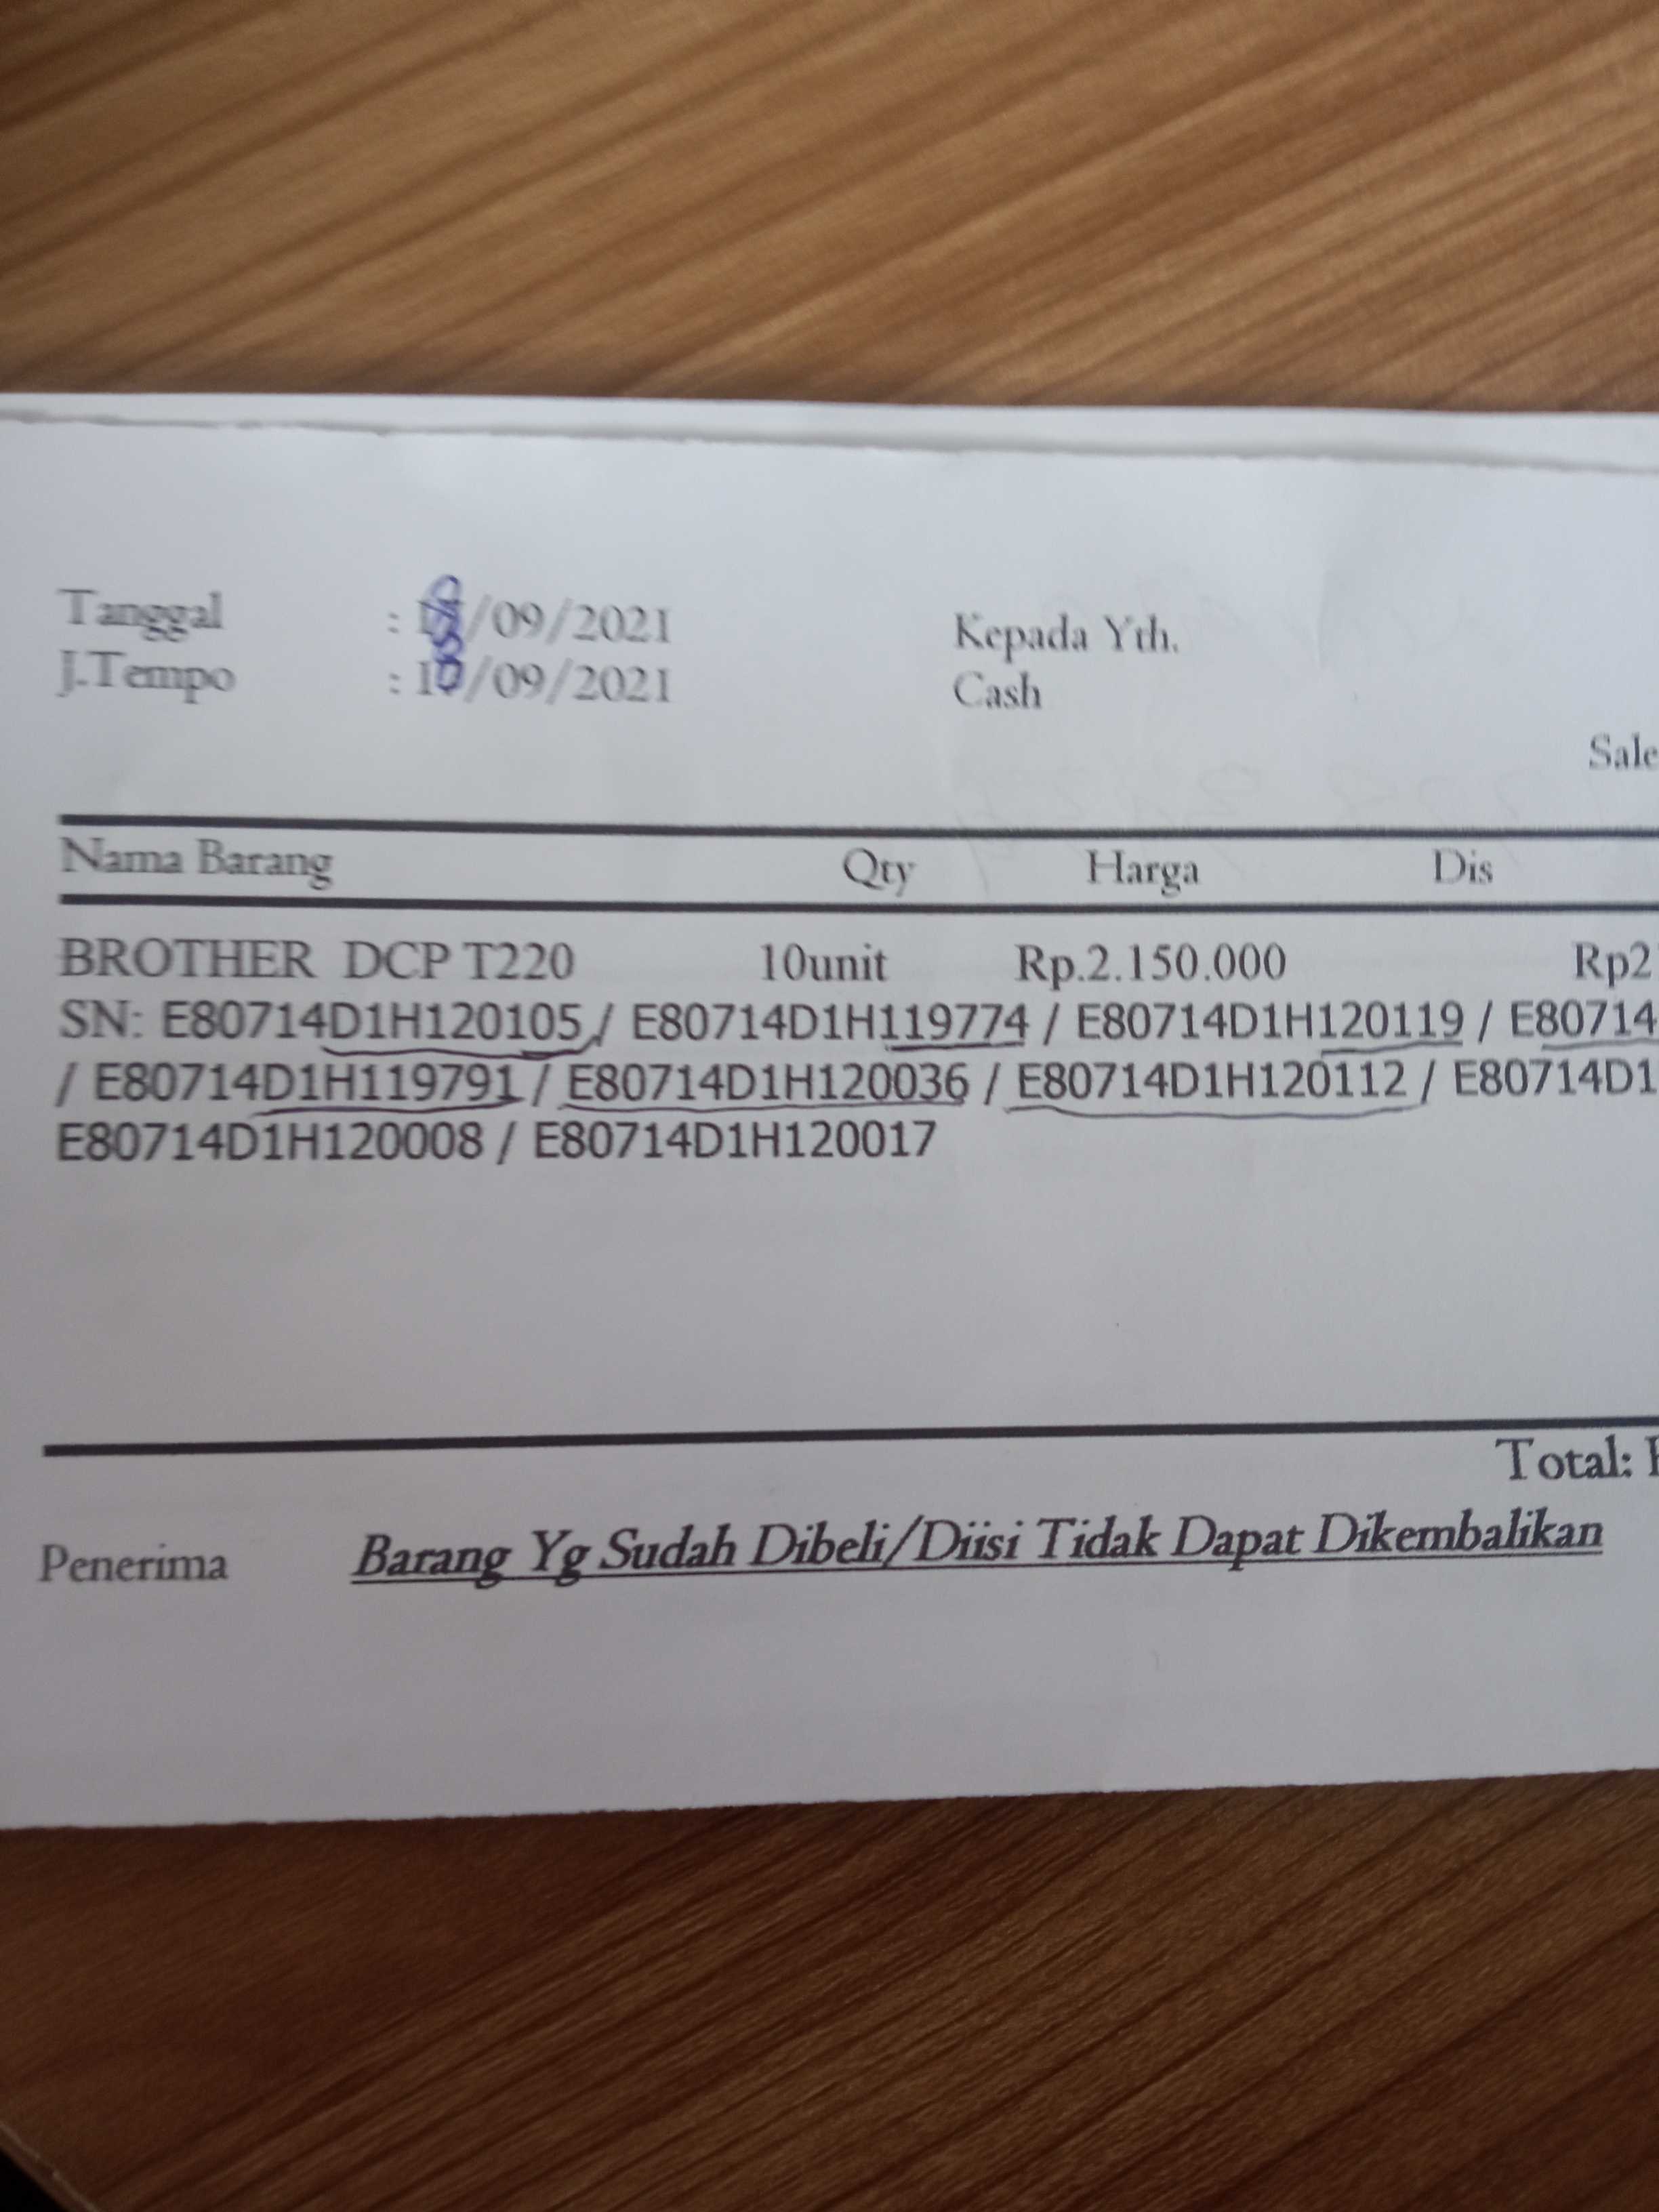 Tanggal : /09/2021 Kepada Yth.
J.Tempo : /09/2021 Cash
Sale
Nama Barang Qty Harga Dis
BROTHER DCP T220 10unit Rp.2.150.000 Rp2
SN: E80714D1H120105 / E80714D1H119774 / E80714D1H120119 / E80714
/ E80714D1H119791 / E80714D1H120036 / E80714D1H120112 / E80714D1
E80714D1H120008 / E80714D1H120017
Total:
Penerima Barang Yg Sudah Dibeli/Diisi Tidak Dapat Dikembalikan